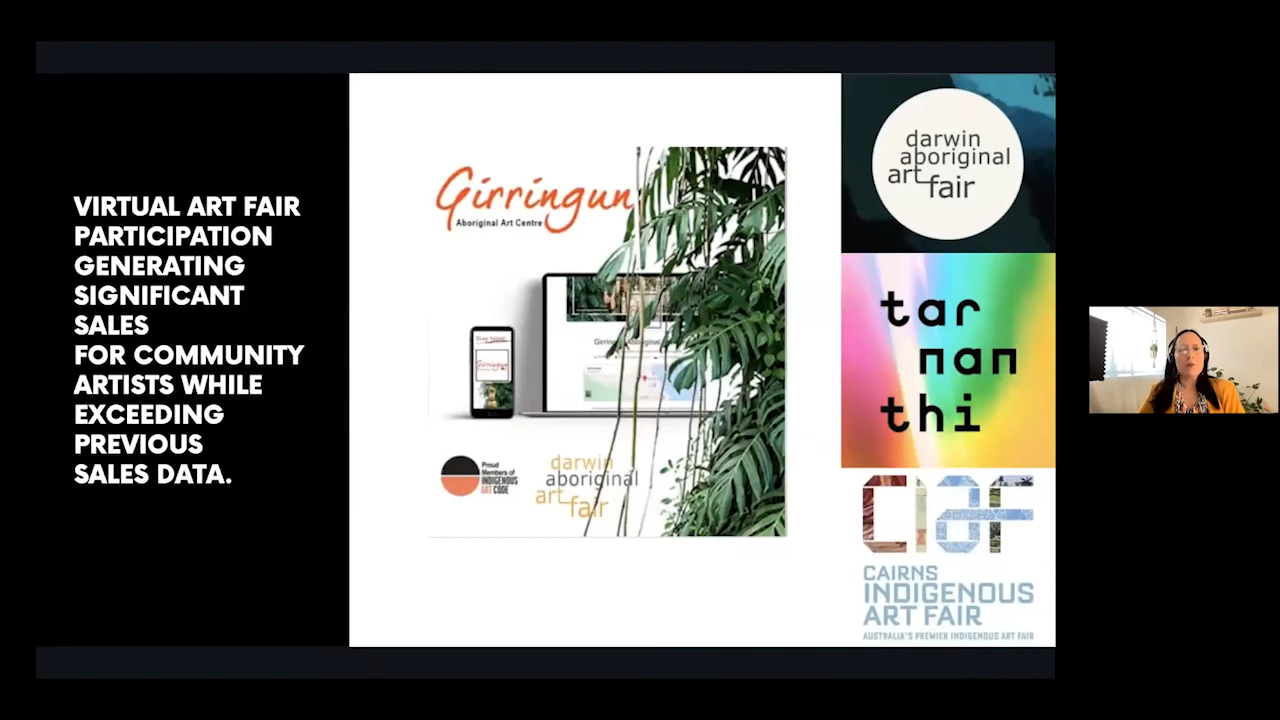 VIRTUAL ART FAIR
PARTICIPATION
GENERATING
SIGNIFICANT
SALES
FOR COMMUNITY
ARTISTS WHILE
EXCEEDING
PREVIOUS
SALES DATA.
Girringun
Aboriginal Art Centre
Proud
Members of
INDIGENOUS
ART CODE
darwin
aboriginal
art
fair
darwin
aboriginal
art
fair
tar
nan
thi
CIAF
CAIRNS
INDIGENOUS
ART FAIR
AUSTRALIA'S PREMIER INDIGENOUS ART FAIR